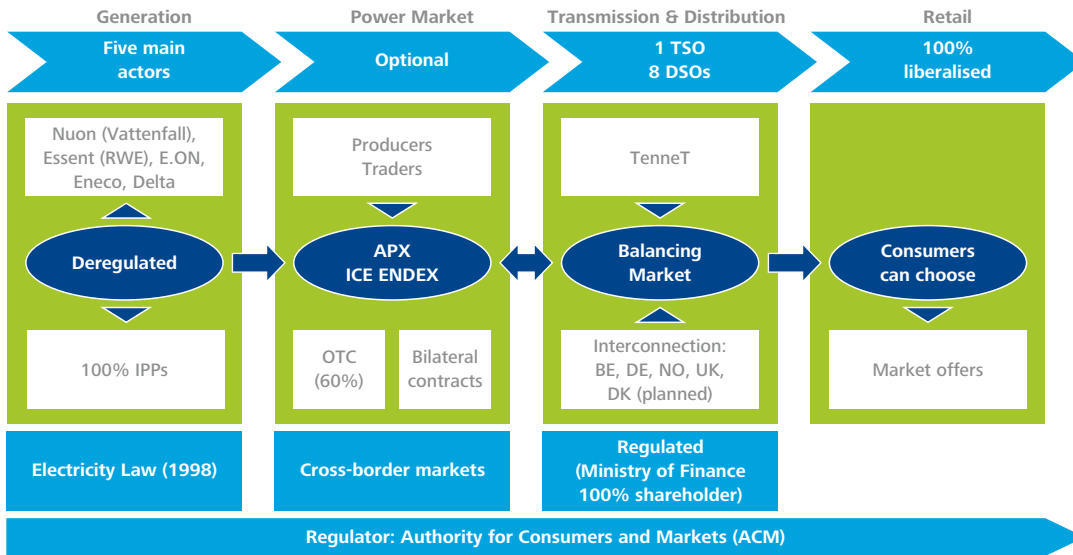 Generation
Power Market
Transmission & Distribution
Retail
Five main
actors
Optional
1 TSO
8 DSOs
100%
liberalised
Nuon (Vattenfall),
Essent (RWE), E.ON,
Eneco, Delta
Producers
Traders
TenneT
Deregulated
APX
ICE ENDEX
Balancing
Market
Consumers
can choose
100% IPPs
OTC
(60%)
Bilateral
contracts
Interconnection:
BE, DE, NO, UK,
DK (planned)
Market offers
Electricity Law (1998)
Cross-border markets
Regulated
(Ministry of Finance
100% shareholder)
Regulator: Authority for Consumers and Markets (ACM)